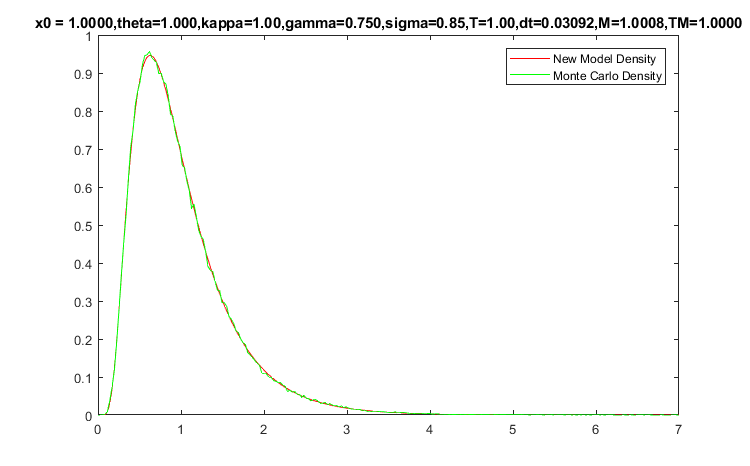 x0 = 1.0000,theta=1.000,kappa=1.00,gamma=0.750,sigma=0.85,T=1.00,dt=0.03092,M=1.0008,TM=1.0000
New Model Density
Monte Carlo Density
1
0.9
0.8
0.7
0.6
0.5
0.4
0.3
0.2
0.1
0
0 1 2 3 4 5 6 7